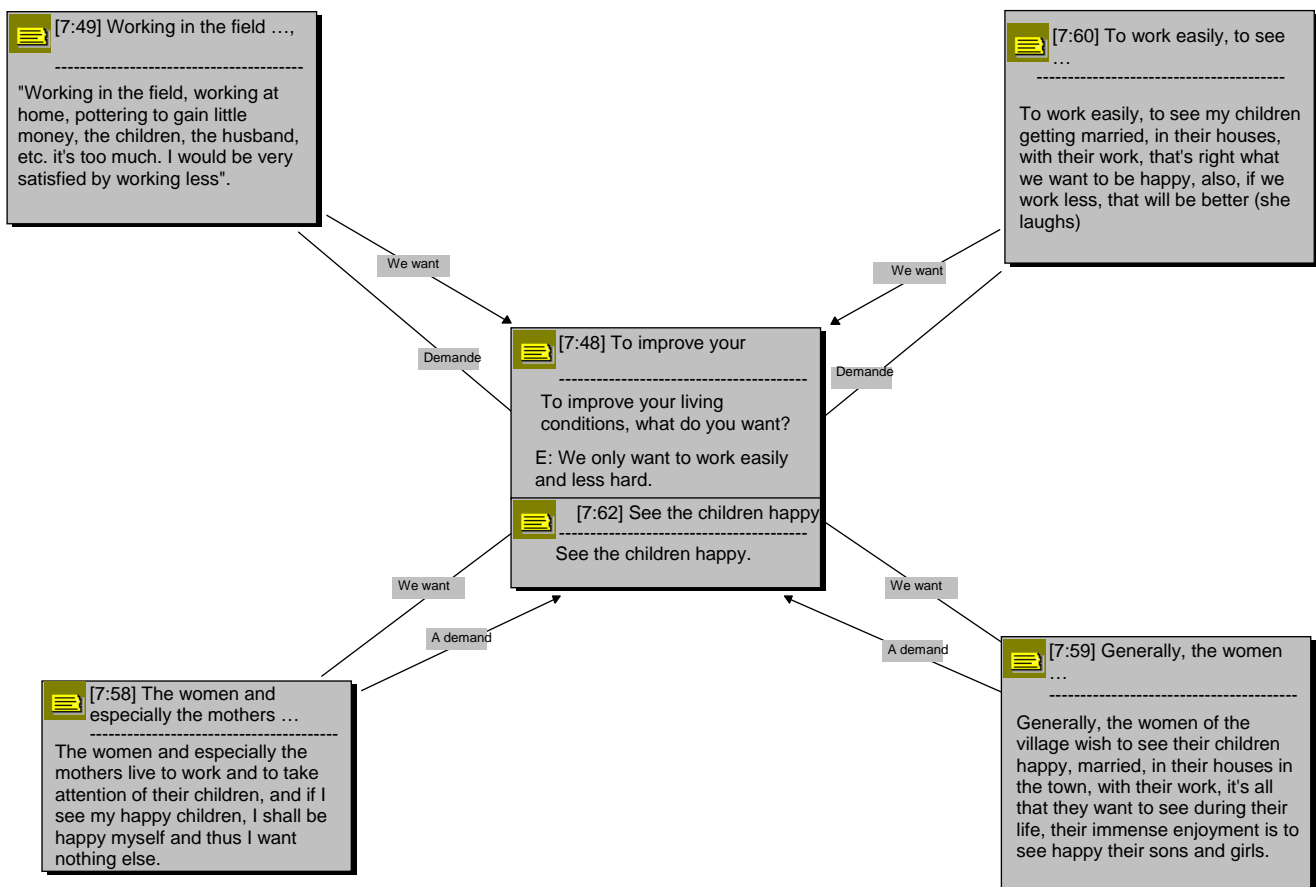 [7:49] Working in the field …,
----------------------------------------
"Working in the field, working at
home, pottering to gain little
money, the children, the husband,
etc. it's too much. I would be very
satisfied by working less".
[7:60] To work easily, to see
…
----------------------------------------
To work easily, to see my children
getting married, in their houses,
with their work, that's right what
we want to be happy, also, if we
work less, that will be better (she
laughs)
We want
We want
Demande
Demande
[7:48] To improve your
----------------------------------------
To improve your living
conditions, what do you want?
E: We only want to work easily
and less hard.
[7:62] See the children happy
----------------------------------------
See the children happy.
We want
We want
A demand
A demand
[7:58] The women and
especially the mothers …
----------------------------------------
The women and especially the
mothers live to work and to take
attention of their children, and if I
see my happy children, I shall be
happy myself and thus I want
nothing else.
[7:59] Generally, the women
…
----------------------------------------
Generally, the women of the
village wish to see their children
happy, married, in their houses in
the town, with their work, it's all
that they want to see during their
life, their immense enjoyment is to
see happy their sons and girls.